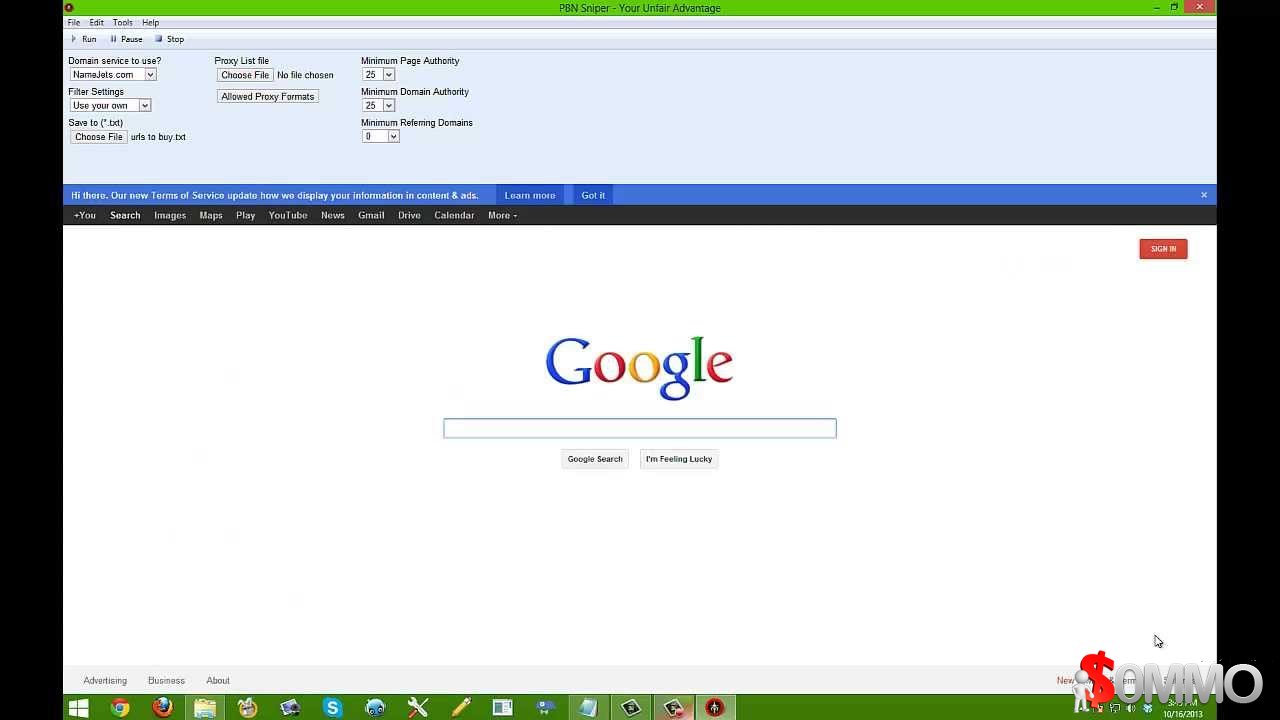 PBN Sniper - Your Unfair Advantage
File Edit Tools Help
Run Pause Stop
Domain service to use? Proxy List file Minimum Page Authority
NameJets.com Choose File No file chosen 25
Filter Settings Allowed Proxy Formats Minimum Domain Authority
Use your own 25
Save to (*.txt) Minimum Referring Domains
Choose File urls to buy.txt 0
Hi there. Our new Terms of Service update how we display your information in content & ads. Learn more Got it ×
+You Search Images Maps Play YouTube News Gmail Drive Calendar More
SIGN IN
Google
Google Search I'm Feeling Lucky
Advertising Business About New
$0MMO
10/16/2013